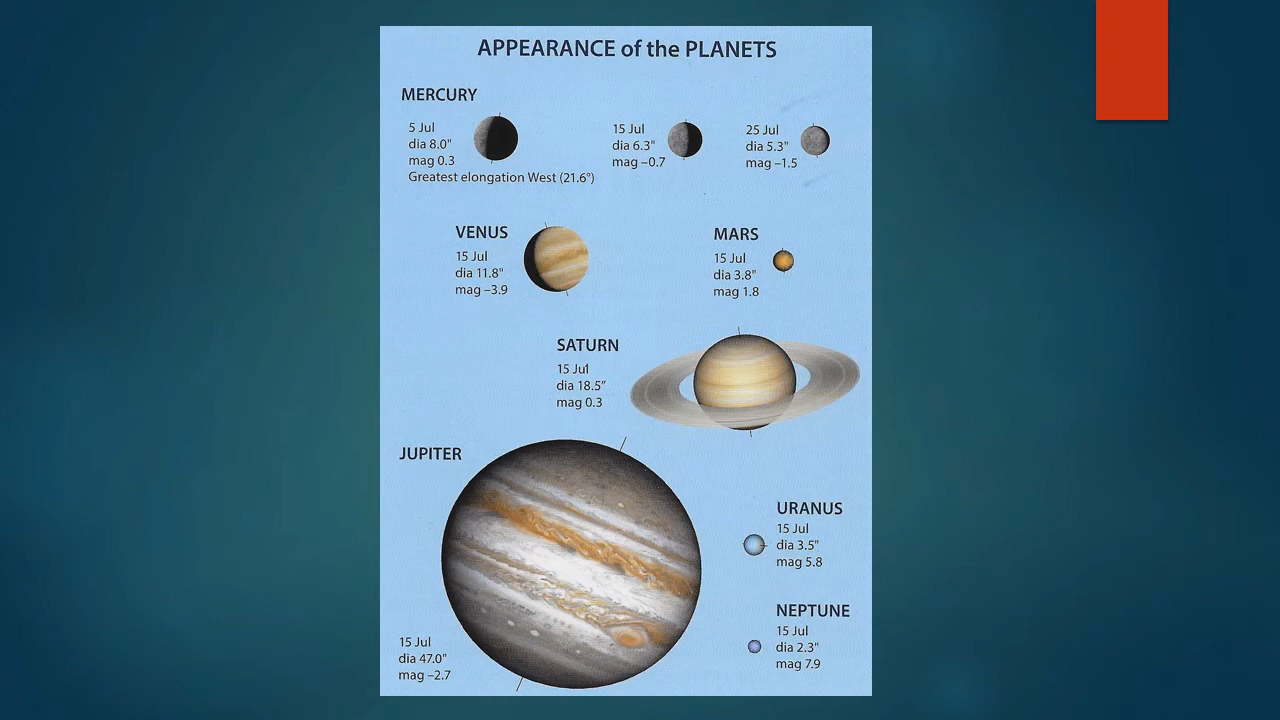 APPEARANCE of the PLANETS
MERCURY
5 Jul
dia 8.0"
mag 0.3
Greatest elongation West (21.6°)
15 Jul
dia 6.3"
mag –0.7
25 Jul
dia 5.3"
mag –1.5
VENUS
15 Jul
dia 11.8"
mag –3.9
MARS
15 Jul
dia 3.8"
mag 1.8
SATURN
15 Jul
dia 18.5"
mag 0.3
JUPITER
15 Jul
dia 47.0"
mag –2.7
URANUS
15 Jul
dia 3.5"
mag 5.8
NEPTUNE
15 Jul
dia 2.3"
mag 7.9